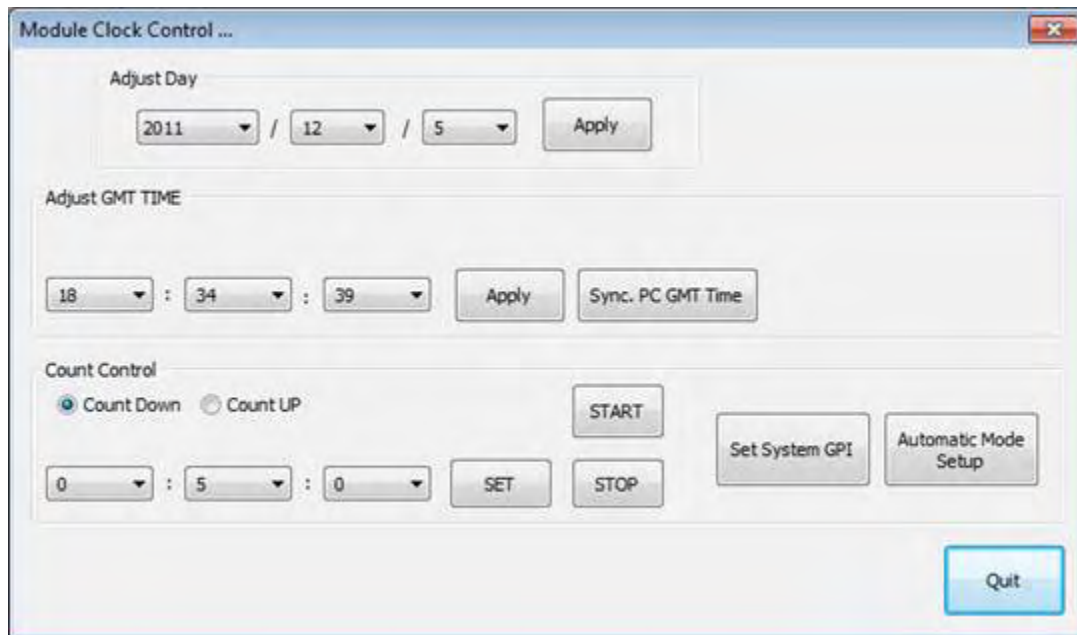 Module Clock Control ...
Adjust Day
2011 / 12 / 5 Apply
Adjust GMT TIME
18 : 34 : 39 Apply Sync. PC GMT Time
Count Control
Count Down Count UP
START
Set System GPI
Automatic Mode
Setup
0 : 5 : 0 SET STOP
Quit